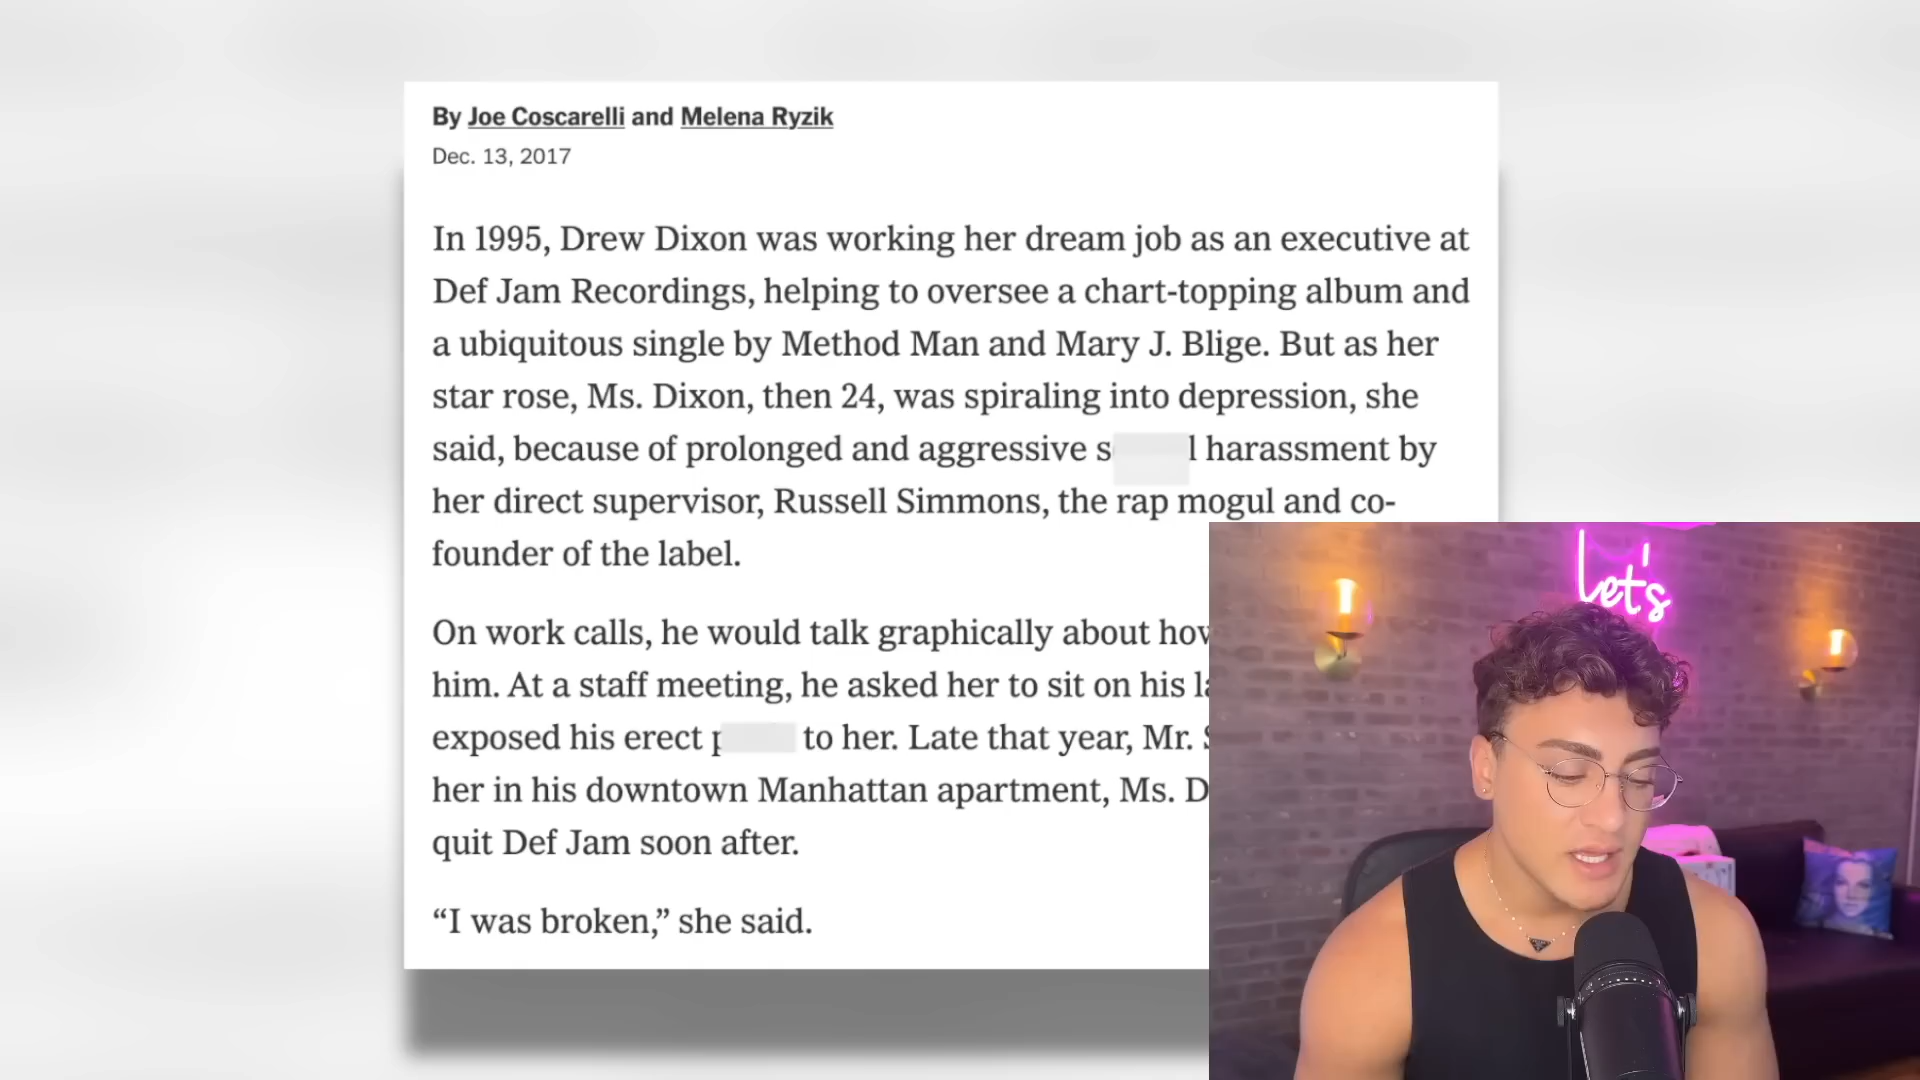 By Joe Coscarelli and Melena Ryzik
Dec. 13, 2017
In 1995, Drew Dixon was working her dream job as an executive at
Def Jam Recordings, helping to oversee a chart-topping album and
a ubiquitous single by Method Man and Mary J. Blige. But as her
star rose, Ms. Dixon, then 24, was spiraling into depression, she
said, because of prolonged and aggressive s l harassment by
her direct supervisor, Russell Simmons, the rap mogul and co-
founder of the label.
On work calls, he would talk graphically about how
him. At a staff meeting, he asked her to sit on his
exposed his erect p to her. Late that year, Mr.
her in his downtown Manhattan apartment, Ms. D
quit Def Jam soon after.
“I was broken,” she said.
let's